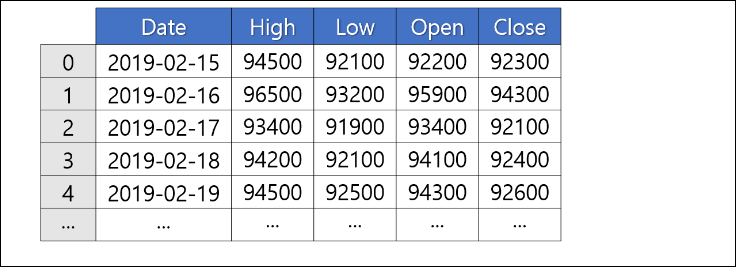 Date High Low Open Close
0 2019-02-15 94500 92100 92200 92300
1 2019-02-16 96500 93200 95900 94300
2 2019-02-17 93400 91900 93400 92100
3 2019-02-18 94200 92100 94100 92400
4 2019-02-19 94500 92500 94300 92600
... ... ... ... ... ...